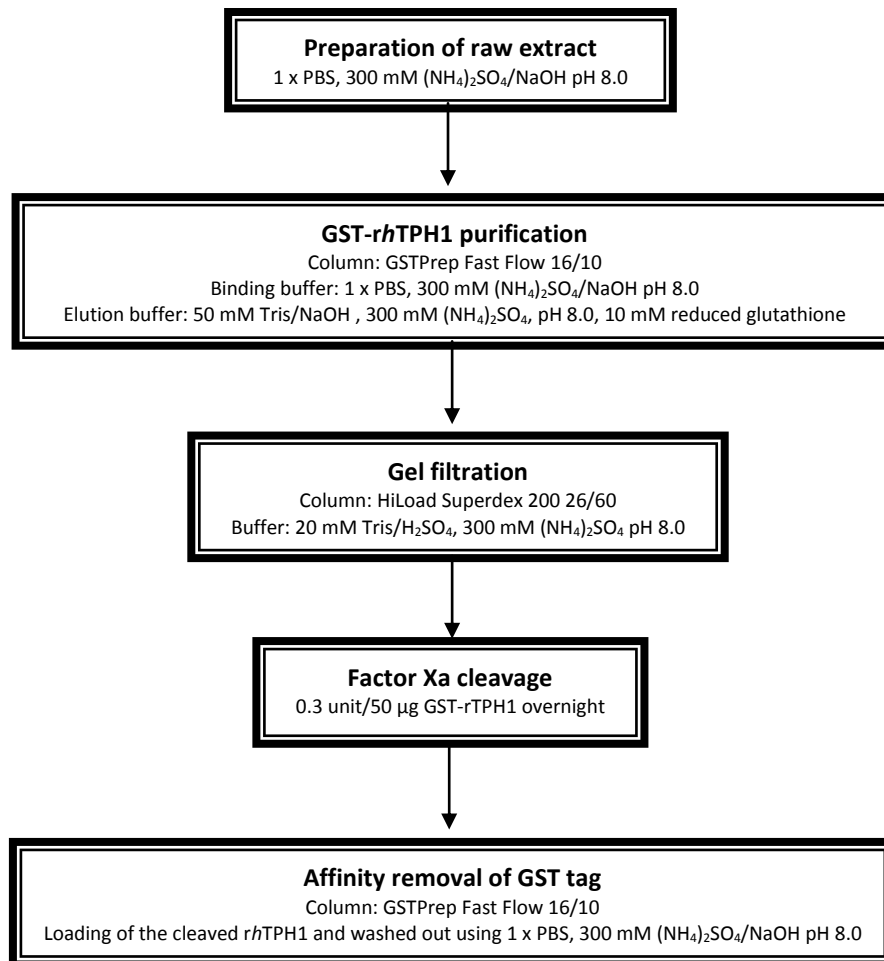 Preparation of raw extract
1 x PBS, 300 mM (NH₄)₂SO₄/NaOH pH 8.0
GST-rhTPH1 purification
Column: GSTPrep Fast Flow 16/10
Binding buffer: 1 x PBS, 300 mM (NH₄)₂SO₄/NaOH pH 8.0
Elution buffer: 50 mM Tris/NaOH , 300 mM (NH₄)₂SO₄, pH 8.0, 10 mM reduced glutathione
Gel filtration
Column: HiLoad Superdex 200 26/60
Buffer: 20 mM Tris/H₂SO₄, 300 mM (NH₄)₂SO₄ pH 8.0
Factor Xa cleavage
0.3 unit/50 µg GST-rTPH1 overnight
Affinity removal of GST tag
Column: GSTPrep Fast Flow 16/10
Loading of the cleaved rhTPH1 and washed out using 1 x PBS, 300 mM (NH₄)₂SO₄/NaOH pH 8.0